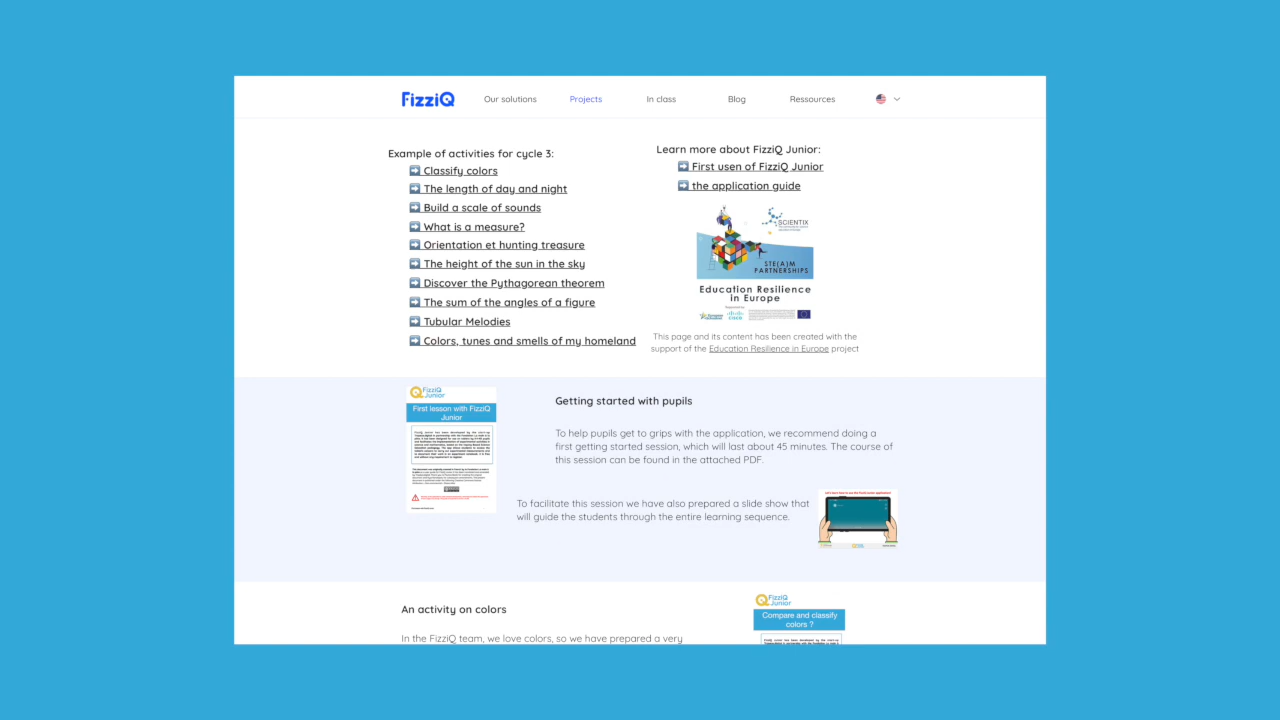 FizziQ
Our solutions
Projects
In class
Blog
Ressources
Example of activities for cycle 3:
Classify colors
The length of day and night
Build a scale of sounds
What is a measure?
Orientation et hunting treasure
The height of the sun in the sky
Discover the Pythagorean theorem
The sum of the angles of a figure
Tubular Melodies
Colors, tunes and smells of my homeland
Learn more about FizziQ Junior:
First usen of FizziQ Junior
the application guide
SCIENTIX
STE(A)M
PARTNERSHIPS
Education Resilience
in Europe
This page and its content has been created with the
support of the Education Resilience in Europe project
FizziQ
Junior
First lesson with FizziQ
Junior
Getting started with pupils
To help pupils get to grips with the application, we recommend doing a
first getting started session, which will last about 45 minutes. The course of
this session can be found in the attached PDF.
To facilitate this session we have also prepared a slide show that
will guide the students through the entire learning sequence.
An activity on colors
In the FizziQ team, we love colors, so we have prepared a very
FizziQ
Junior
Compare and classify
colors ?